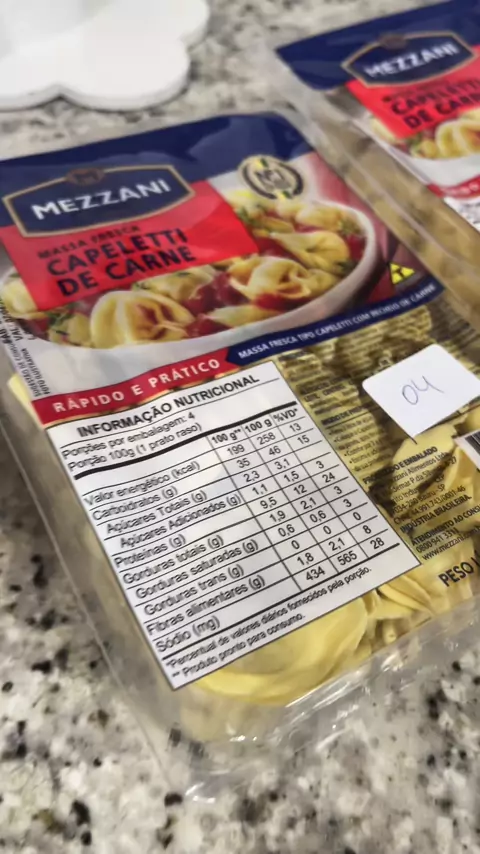 MEZZANI
CAPELETTI
DE CARNE
MEZZANI
MASSA FRESCA
CAPELETTI
DE CARNE
T
RÁPIDO E PRÁTICO
MASSA FRESCA TIPO CAPELETTI COM RECHEIO DE CARNE
INFORMAÇÃO NUTRICIONAL
Porções por embalagem: 4
Porção 100g (1 prato raso)
100 g** 100 g %VD*
Valor energético (kcal) 199 258 13
Carboidratos (g) 35 46 15
Açúcares Totais (g) 2,3 3,1
Açúcares Adicionados (g) 1,1 1,5 3
Proteínas (g) 9,5 12 24
Gorduras totais (g) 1,9 2,1 3
Gorduras saturadas (g) 0,6 0,6 3
Gorduras trans (g) 0 0 0
Fibras alimentares (g) 1,8 2,1 8
Sódio (mg) 434 565 28
*Percentual de valores diários fornecidos pela porção.
** Produto pronto para consumo.
04
E EMBALADO
INDÚSTRIA BRASILEIRA
ATENDIMENTO AO
PESO